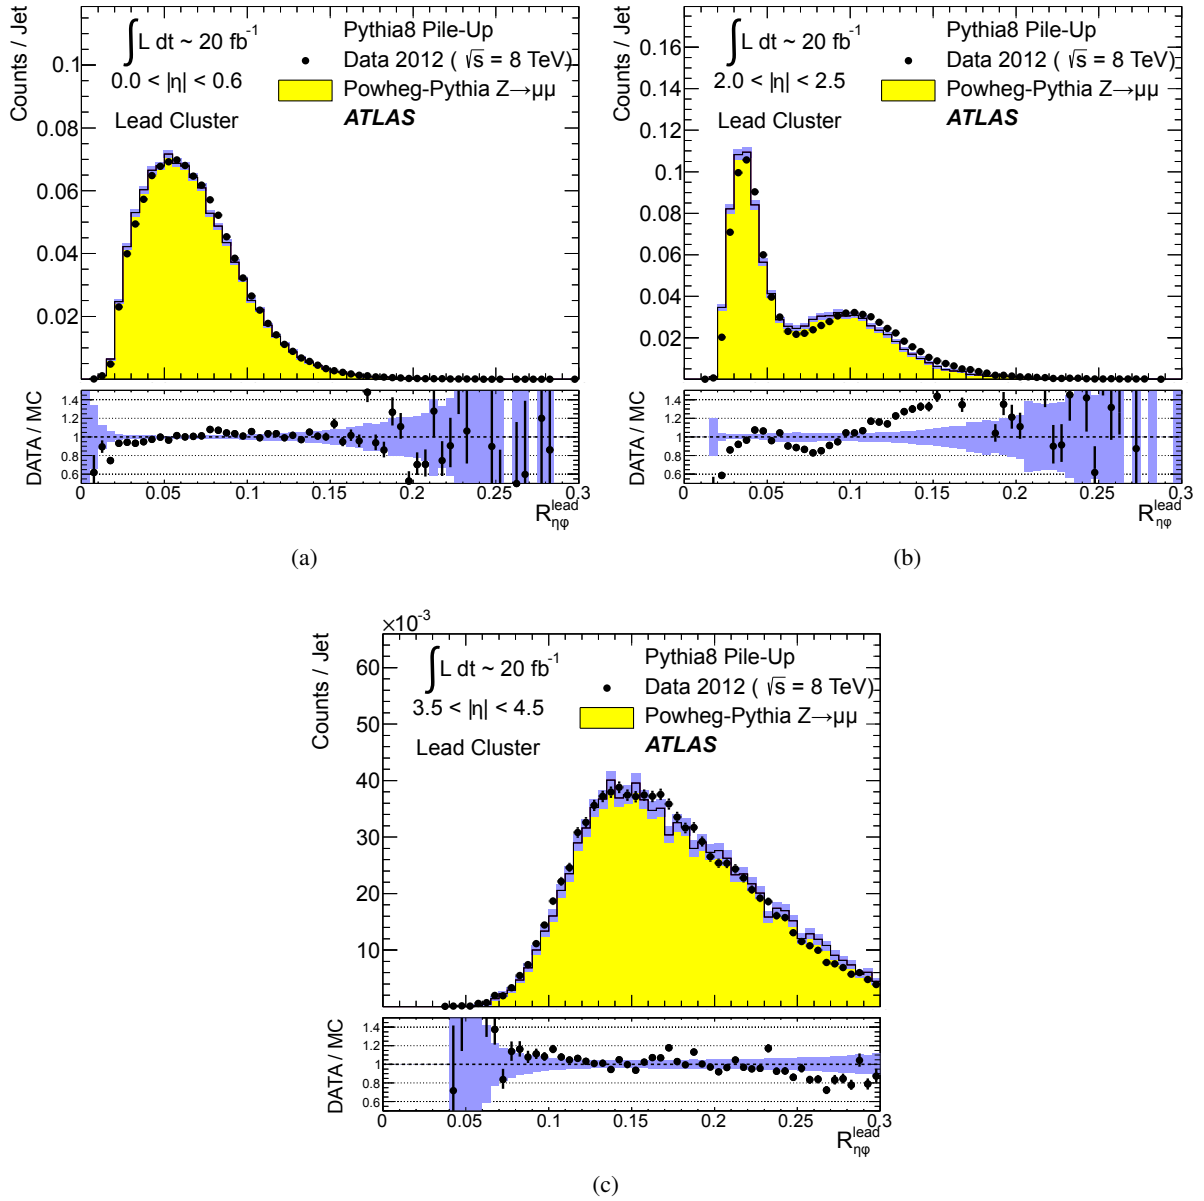 Counts / Jet
∫L dt ~ 20 fb⁻¹
0.0 < |η| < 0.6
Lead Cluster
Pythia8 Pile-Up
Data 2012 ( √s = 8 TeV)
Powheg-Pythia Z→μμ
ATLAS
0.1
0.08
0.06
0.04
0.02
DATA / MC
1.4
1.2
1
0.8
0.6
0 0.05 0.1 0.15 0.2 0.25 0.3
R_ηφ^lead
(a)
Counts / Jet
∫L dt ~ 20 fb⁻¹
2.0 < |η| < 2.5
Lead Cluster
Pythia8 Pile-Up
Data 2012 ( √s = 8 TeV)
Powheg-Pythia Z→μμ
ATLAS
0.16
0.14
0.12
0.1
0.08
0.06
0.04
0.02
DATA / MC
1.4
1.2
1
0.8
0.6
0 0.05 0.1 0.15 0.2 0.25 0.3
R_ηφ^lead
(b)
×10⁻³
Counts / Jet
∫L dt ~ 20 fb⁻¹
3.5 < |η| < 4.5
Lead Cluster
Pythia8 Pile-Up
Data 2012 ( √s = 8 TeV)
Powheg-Pythia Z→μμ
ATLAS
60
50
40
30
20
10
DATA / MC
1.4
1.2
1
0.8
0.6
0 0.05 0.1 0.15 0.2 0.25 0.3
R_ηφ^lead
(c)